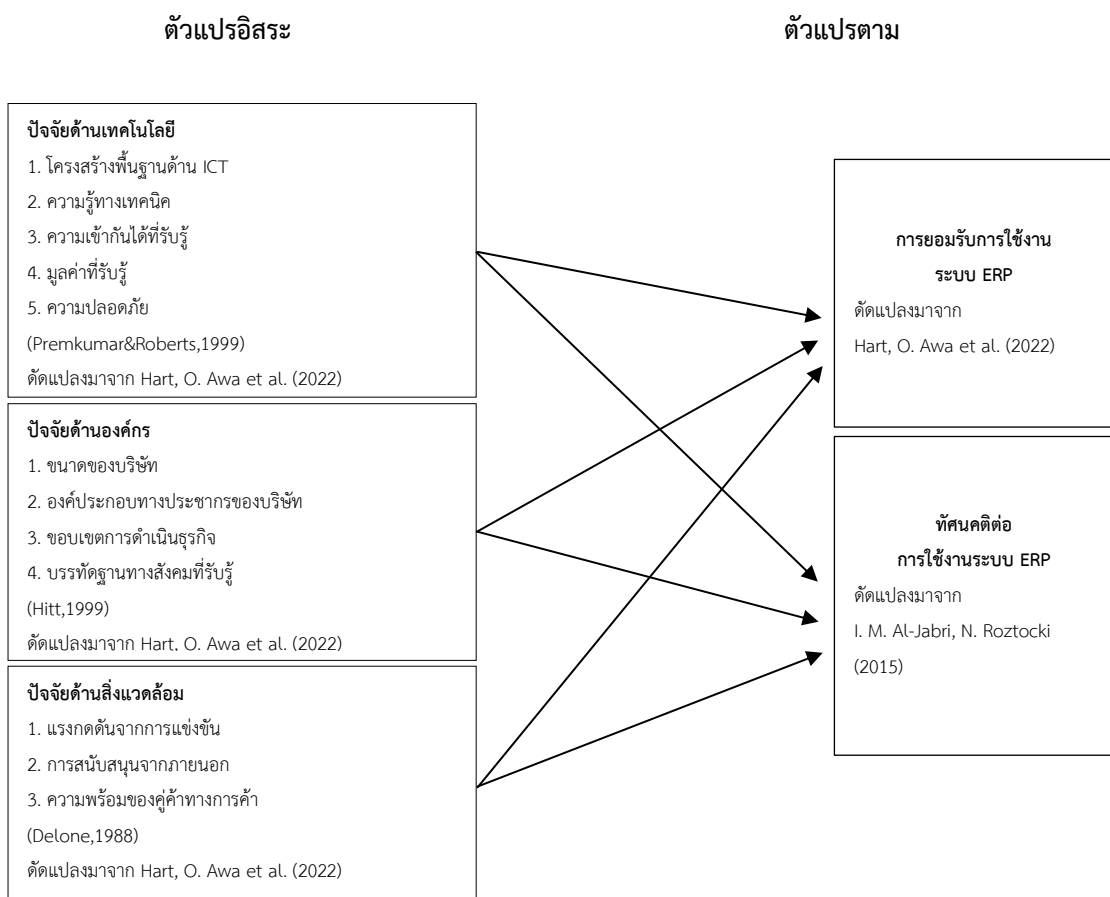 ตัวแปรอิสระ
ตัวแปรตาม
ปัจจัยด้านเทคโนโลยี
1. โครงสร้างพื้นฐานด้าน ICT
2. ความรู้ทางเทคนิค
3. ความเข้ากันได้ที่รับรู้
4. มูลค่าที่รับรู้
5. ความปลอดภัย
(Premkumar&Roberts,1999)
ดัดแปลงมาจาก Hart, O. Awa et al. (2022)
ปัจจัยด้านองค์กร
1. ขนาดของบริษัท
2. องค์ประกอบทางประชากรของบริษัท
3. ขอบเขตการดำเนินธุรกิจ
4. บรรทัดฐานทางสังคมที่รับรู้
(Hitt,1999)
ดัดแปลงมาจาก Hart, O. Awa et al. (2022)
ปัจจัยด้านสิ่งแวดล้อม
1. แรงกดดันจากการแข่งขัน
2. การสนับสนุนจากภายนอก
3. ความพร้อมของคู่ค้าทางการค้า
(Delone,1988)
ดัดแปลงมาจาก Hart, O. Awa et al. (2022)
การยอมรับการใช้งาน
ระบบ ERP
ดัดแปลงมาจาก
Hart, O. Awa et al. (2022)
ทัศนคติต่อ
การใช้งานระบบ ERP
ดัดแปลงมาจาก
I. M. Al-Jabri, N. Roztocki
(2015)